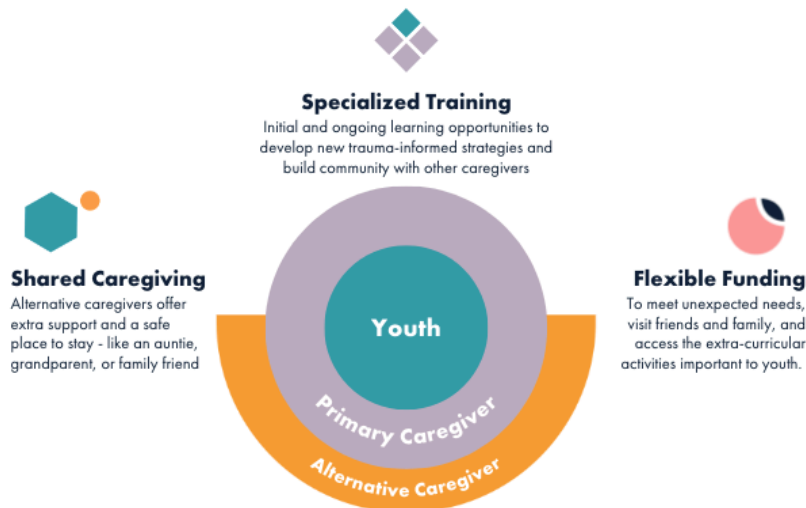 Specialized Training
Initial and ongoing learning opportunities to
develop new trauma-informed strategies and
build community with other caregivers
Shared Caregiving
Alternative caregivers offer
extra support and a safe
place to stay - like an auntie,
grandparent, or family friend
Flexible Funding
To meet unexpected needs,
visit friends and family, and
access the extra-curricular
activities important to youth.
Youth
Primary Caregiver
Alternative Caregiver